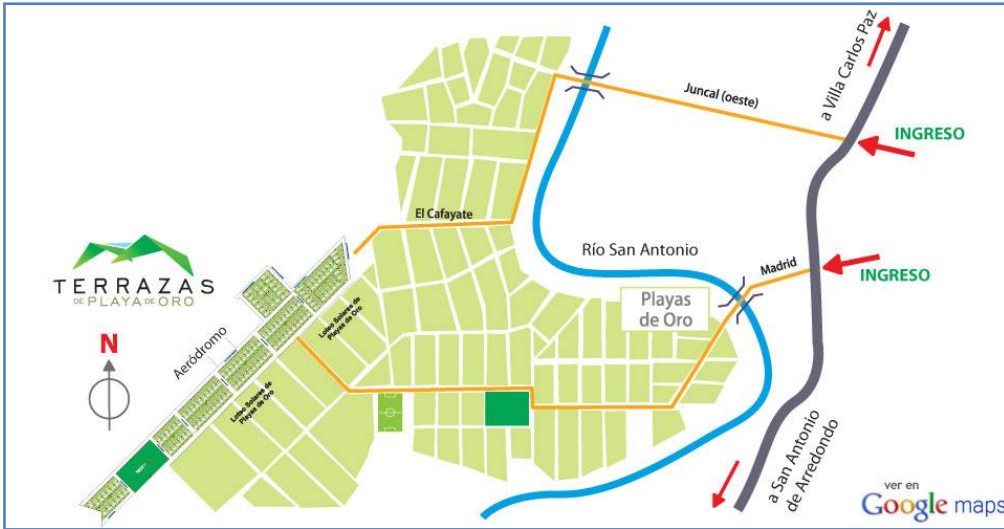 a Villa Carlos Paz
Juncal (oeste)
INGRESO
El Cafayate
Río San Antonio
Madrid
INGRESO
TERRAZAS
DE PLAYA DE ORO
Playas
de Oro
Loteo Solares de
Playas de Oro
Aeródromo
N
Loteo Solares de
Playas de Oro
a San Antonio
de Arredondo
ver en
Google maps